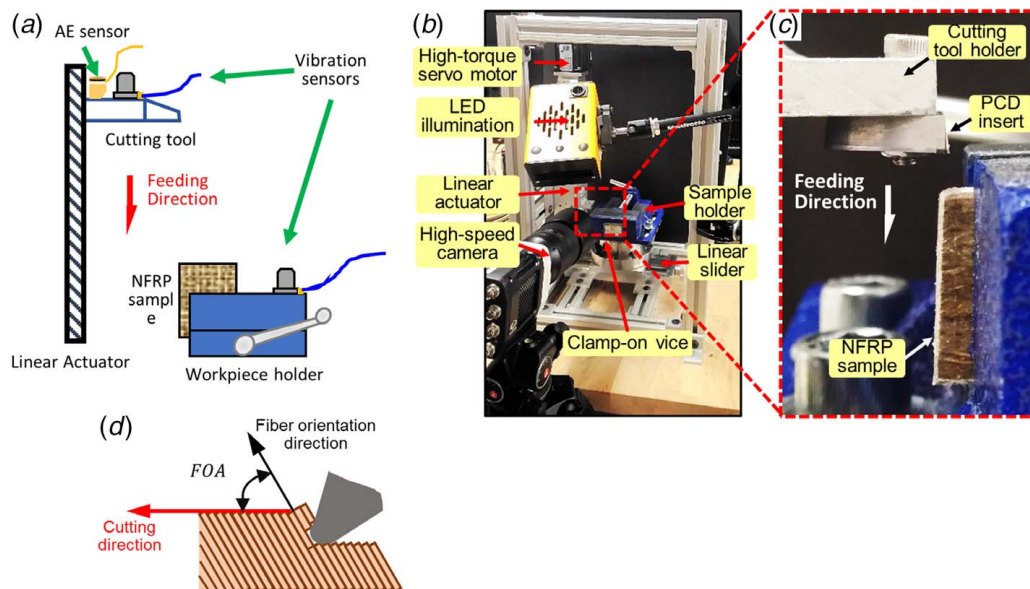 (a)
AE sensor
Vibration
sensors
Cutting tool
Feeding
Direction
NFRP
sampl
e
Linear Actuator
Workpiece holder
(b)
High-torque
servo motor
LED
illumination
Manfrotto
Linear
actuator
High-speed
camera
Sample
holder
Linear
slider
Clamp-on vice
(c)
Cutting
tool holder
PCD
insert
Feeding
Direction
NFRP
sample
(d)
Fiber orientation
direction
FOA
Cutting
direction